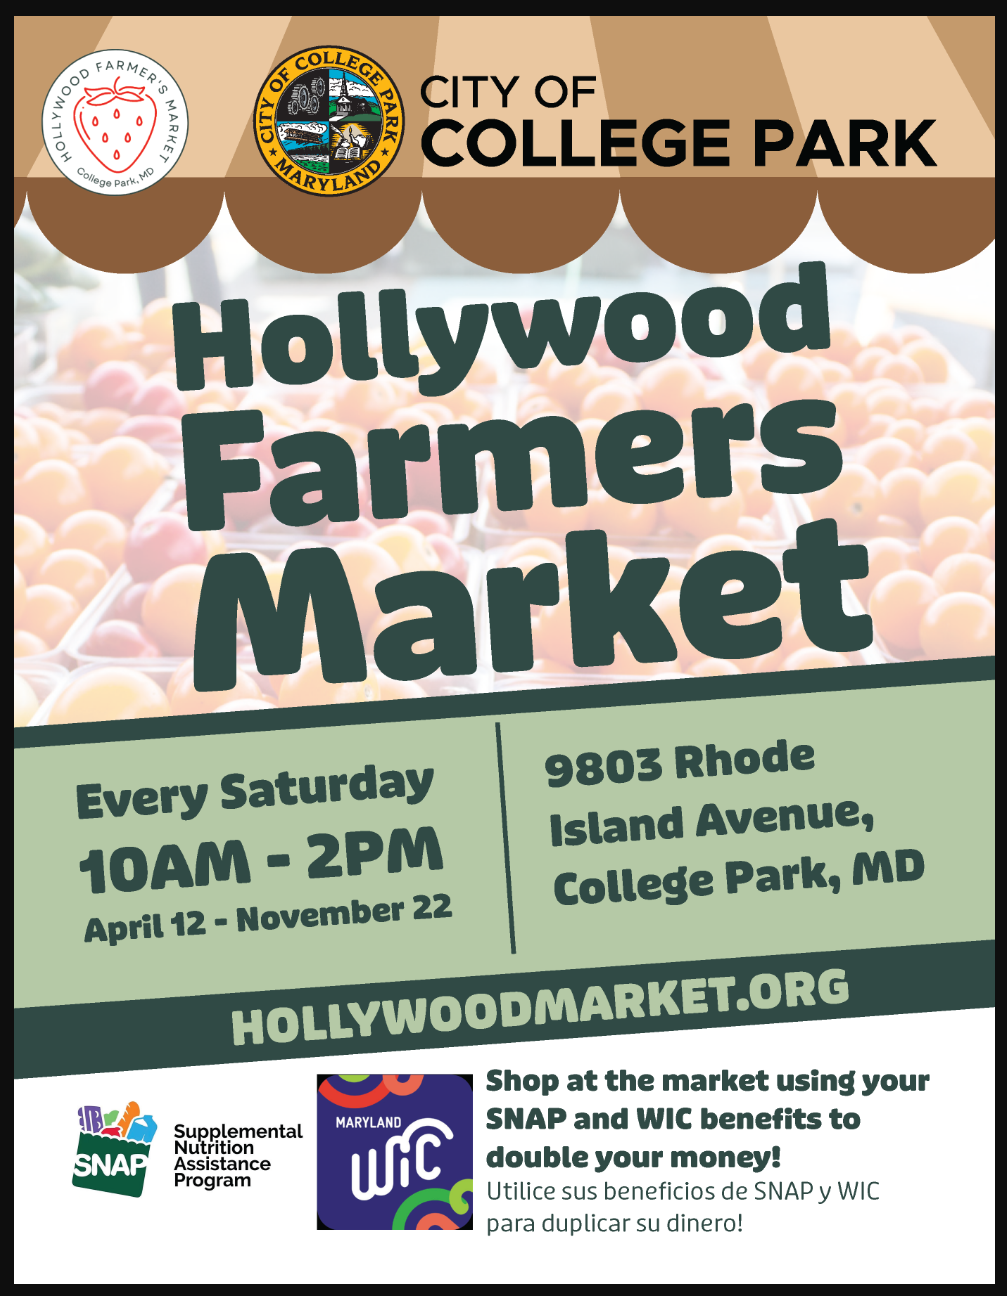 HOLLYWOOD FARMER'S MARKET
College Park, MD
CITY OF COLLEGE PARK
★ MARYLAND ★
CITY OF
COLLEGE PARK
Hollywood
Farmers
Market
Every Saturday
10AM - 2PM
April 12 - November 22
9803 Rhode
Island Avenue,
College Park, MD
HOLLYWOODMARKET.ORG
SNAP
Supplemental
Nutrition
Assistance
Program
MARYLAND
WiC
Shop at the market using your
SNAP and WIC benefits to
double your money!
Utilice sus beneficios de SNAP y WIC
para duplicar su dinero!